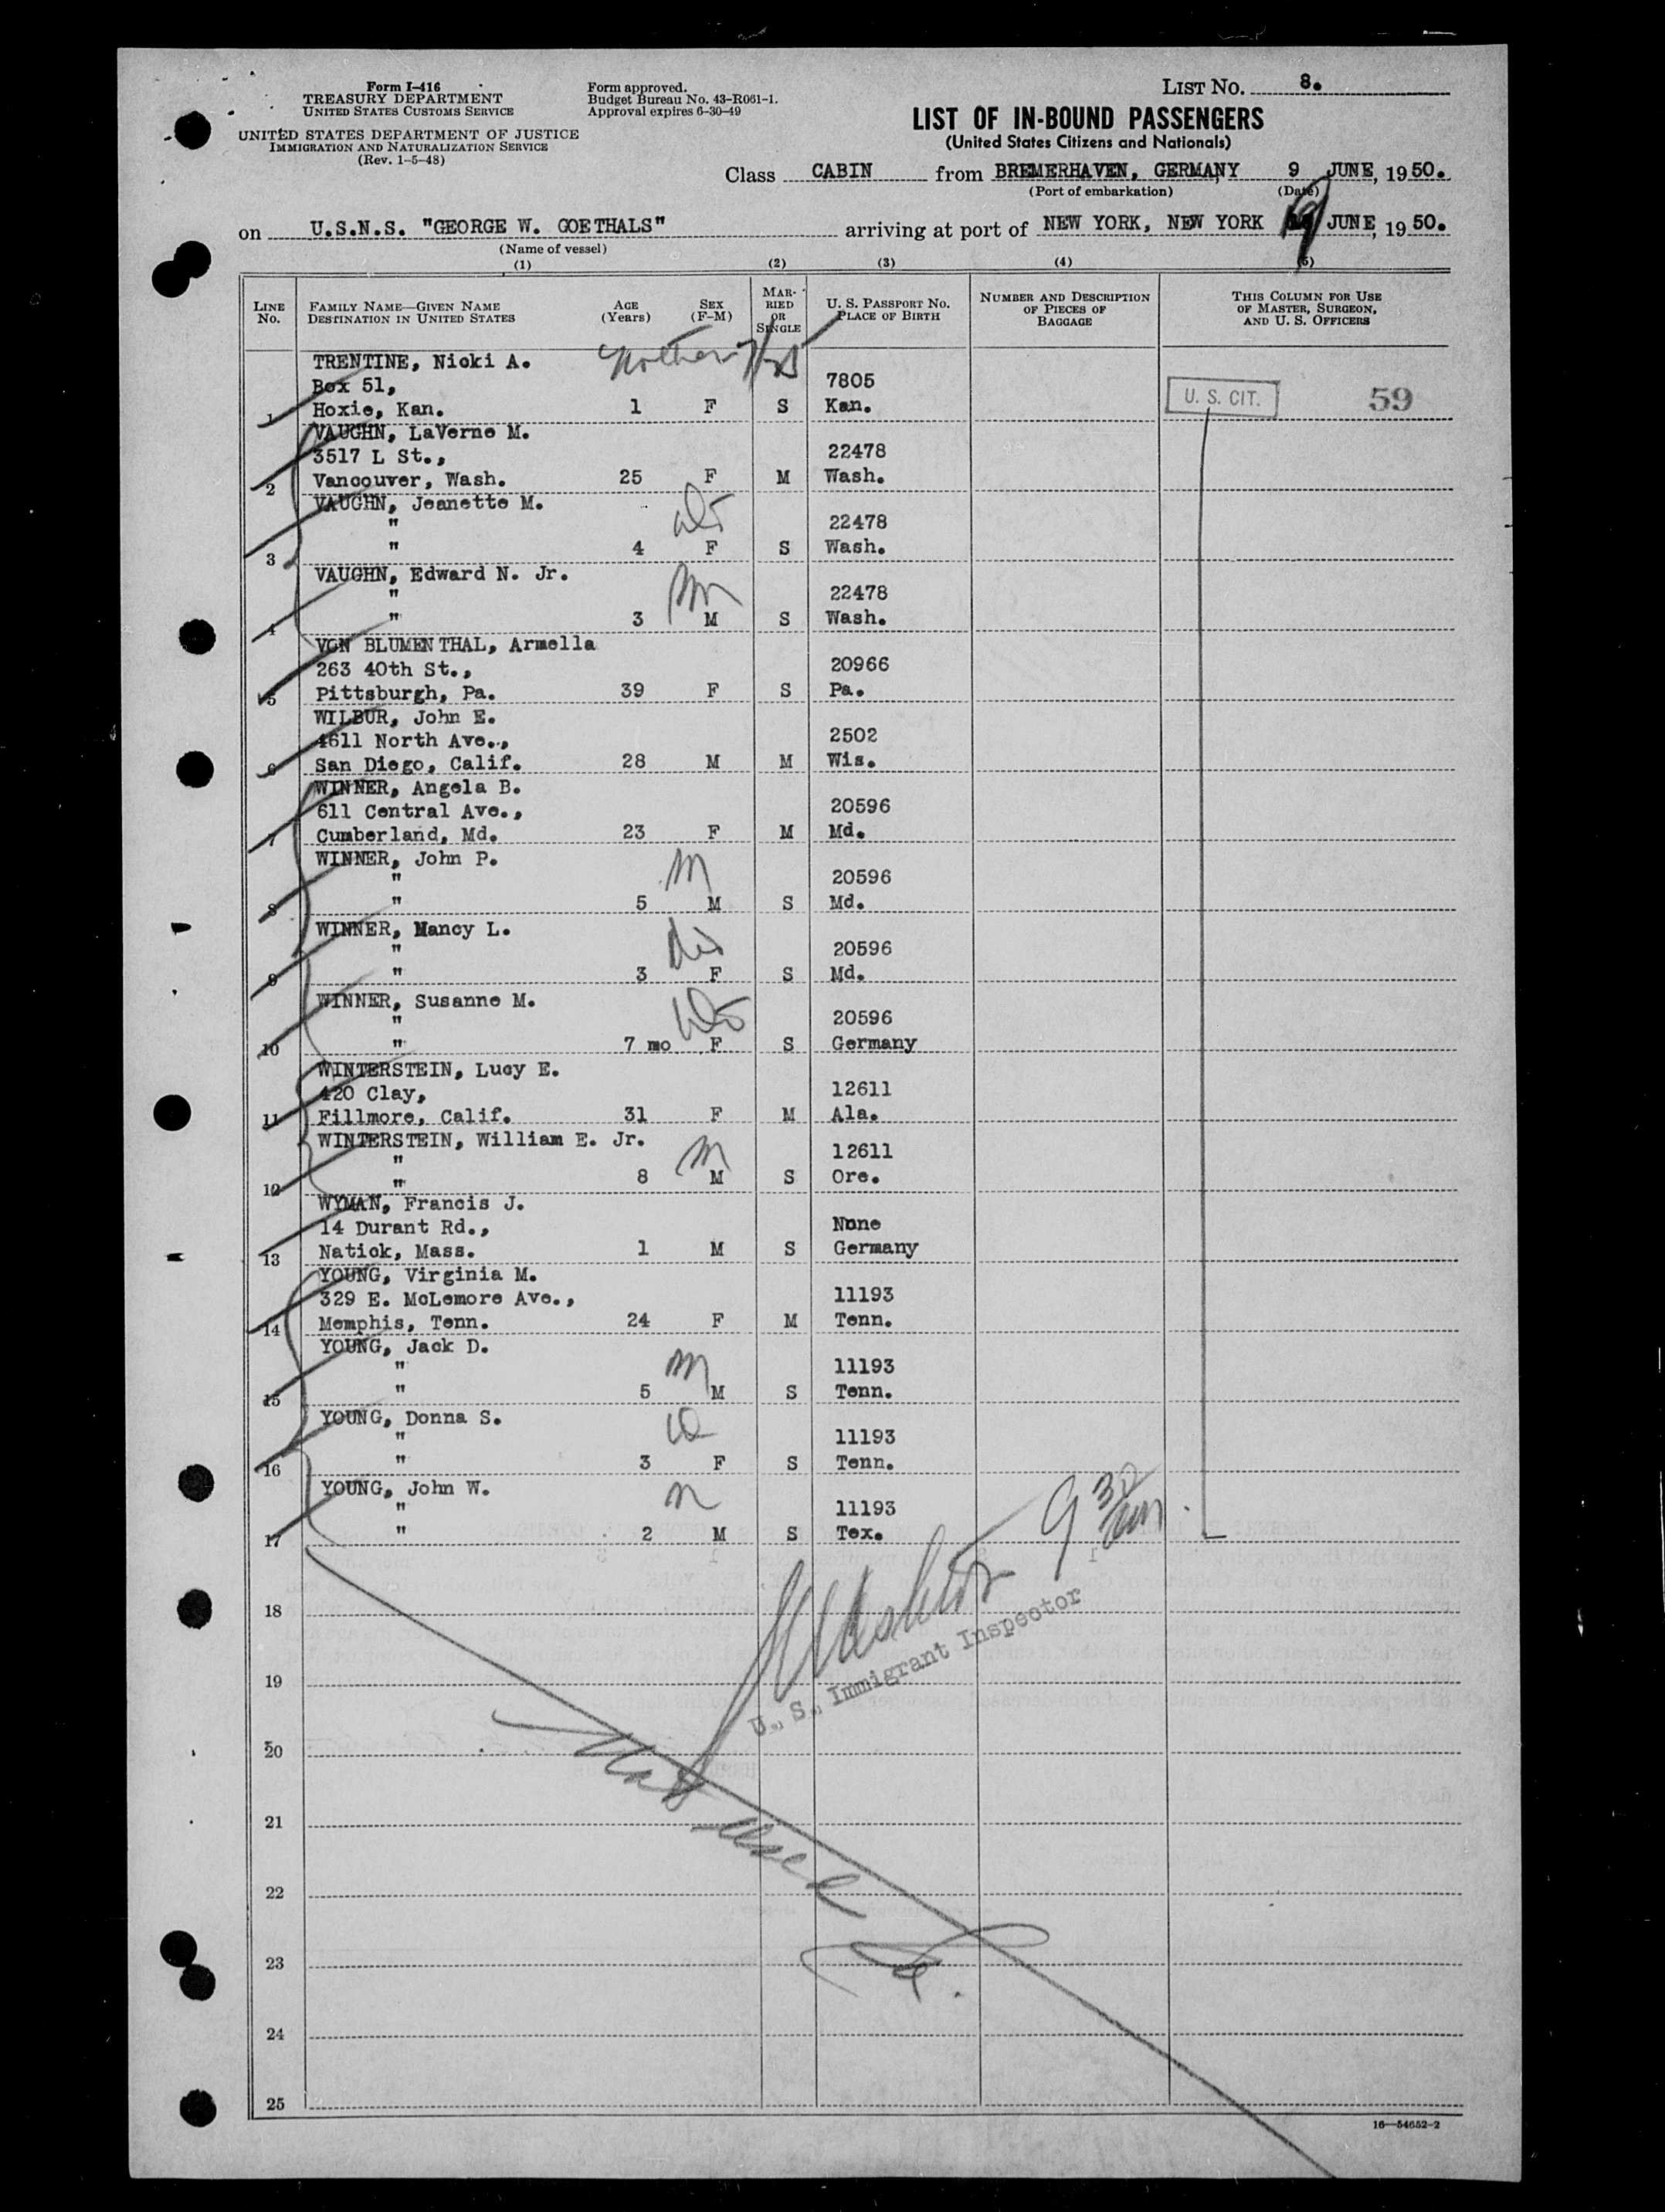 Form I-416
TREASURY DEPARTMENT
UNITED STATES CUSTOMS SERVICE
UNITED STATES DEPARTMENT OF JUSTICE
IMMIGRATION AND NATURALIZATION SERVICE
(Rev. 1-5-48)
Form approved.
Budget Bureau No. 43-R061-1.
Approval expires 6-30-49
LIST NO. 8.
LIST OF IN-BOUND PASSENGERS
(United States Citizens and Nationals)
Class CABIN from BREMERHAVEN, GERMANY 9 JUNE, 1950.
(Port of embarkation) (Date)
on U.S.N.S. "GEORGE W. GOETHALS" arriving at port of NEW YORK, NEW YORK 19 JUNE, 1950.
(Name of vessel)
(1) (2) (3) (4) (5)
LINE NO. FAMILY NAME—GIVEN NAME DESTINATION IN UNITED STATES AGE (Years) SEX (F-M) MARRIED OR SINGLE U. S. PASSPORT NO. PLACE OF BIRTH NUMBER AND DESCRIPTION OF PIECES OF BAGGAGE THIS COLUMN FOR USE OF MASTER, SURGEON, AND U. S. OFFICERS
TRENTINE, Nicki A.
Box 51, 7805
1 Hoxie, Kan. 1 F S Kan. U. S. CIT. 59
VAUGHN, LaVerne M.
3517 L St., 22478
2 Vancouver, Wash. 25 F M Wash.
VAUGHN, Jeanette M.
" 22478
3 " 4 F S Wash.
VAUGHN, Edward N. Jr.
" 22478
4 " 3 M S Wash.
VON BLUMENTHAL, Armella
263 40th St., 20966
5 Pittsburgh, Pa. 39 F S Pa.
WILBUR, John E.
4611 North Ave., 2502
6 San Diego, Calif. 28 M M Wis.
WINNER, Angela B.
611 Central Ave., 20596
7 Cumberland, Md. 23 F M Md.
WINNER, John P. M
" 20596
8 " 5 M S Md.
WINNER, Nancy L.
" 20596
9 " 3 F S Md.
WINNER, Susanne M.
" 20596
10 " 7 mo F S Germany
WINTERSTEIN, Lucy E.
420 Clay, 12611
11 Fillmore, Calif. 31 F M Ala.
WINTERSTEIN, William E. Jr. M
" 12611
12 " 8 M S Ore.
WYMAN, Francis J.
14 Durant Rd., None
13 Natick, Mass. 1 M S Germany
YOUNG, Virginia M.
329 E. McLemore Ave., 11193
14 Memphis, Tenn. 24 F M Tenn.
YOUNG, Jack D.
" M 11193
15 " 5 M S Tenn.
YOUNG, Donna S.
" 11193
16 " 3 F S Tenn.
YOUNG, John W.
" 11193
17 " 2 M S Tex.
9 30 am
18
U. S. Immigrant Inspector
19
20
21
22
23
24
25
16—54652-2